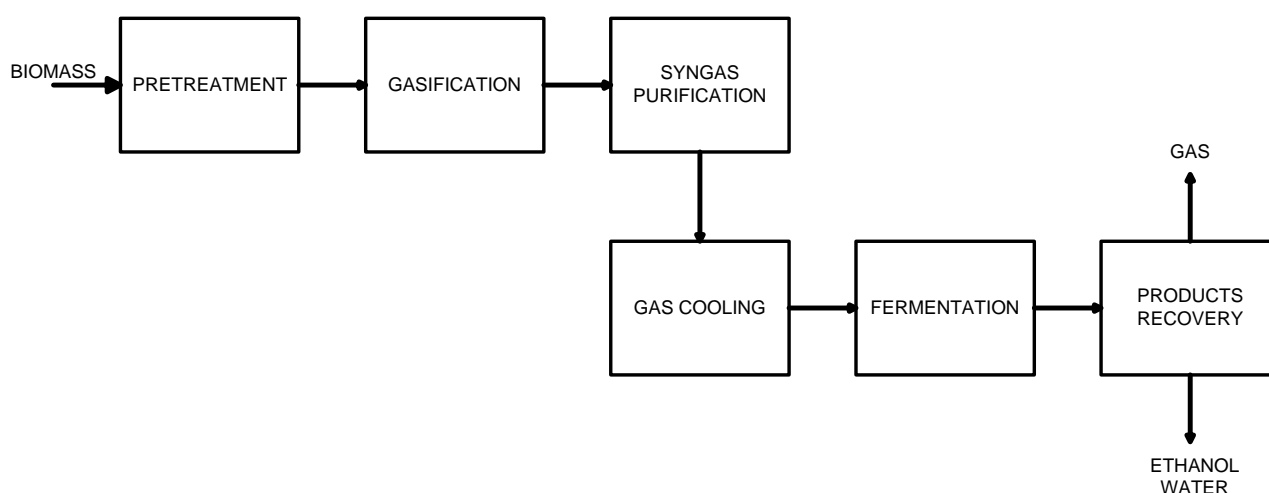 BIOMASS
PRETREATMENT
GASIFICATION
SYNGAS
PURIFICATION
GAS
GAS COOLING
FERMENTATION
PRODUCTS
RECOVERY
ETHANOL
WATER